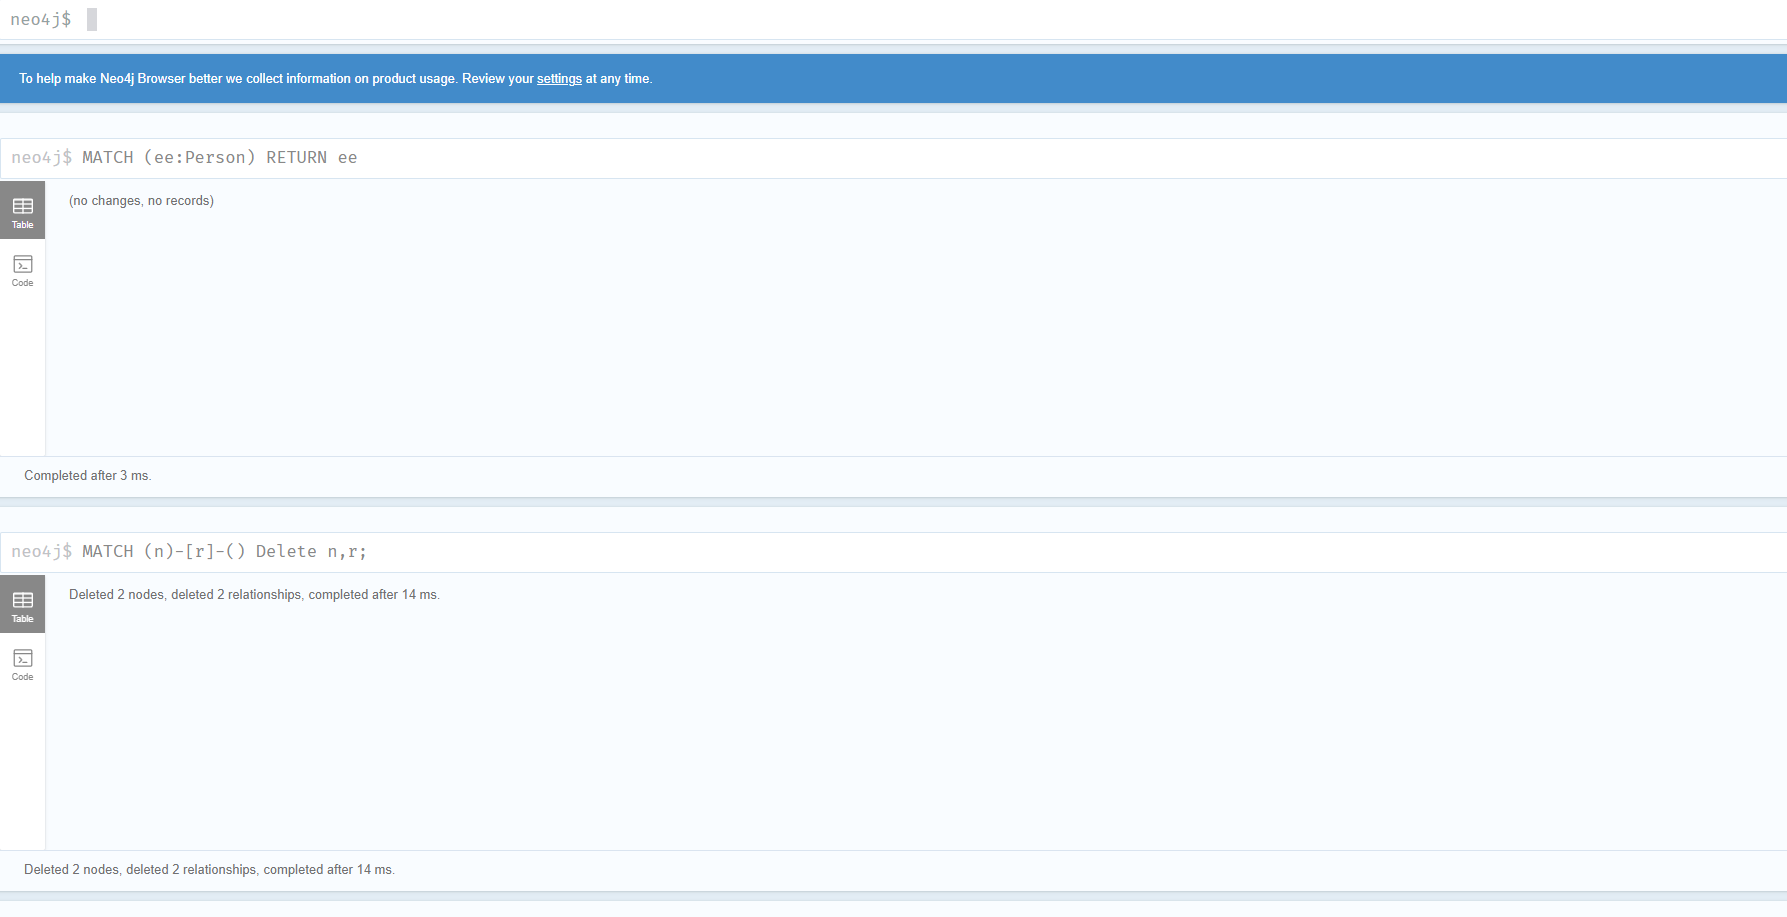 neo4j$
To help make Neo4j Browser better we collect information on product usage. Review your settings at any time.
neo4j$ MATCH (ee:Person) RETURN ee
(no changes, no records)
Table
Code
Completed after 3 ms.
neo4j$ MATCH (n)-[r]-() Delete n,r;
Deleted 2 nodes, deleted 2 relationships, completed after 14 ms.
Table
Code
Deleted 2 nodes, deleted 2 relationships, completed after 14 ms.